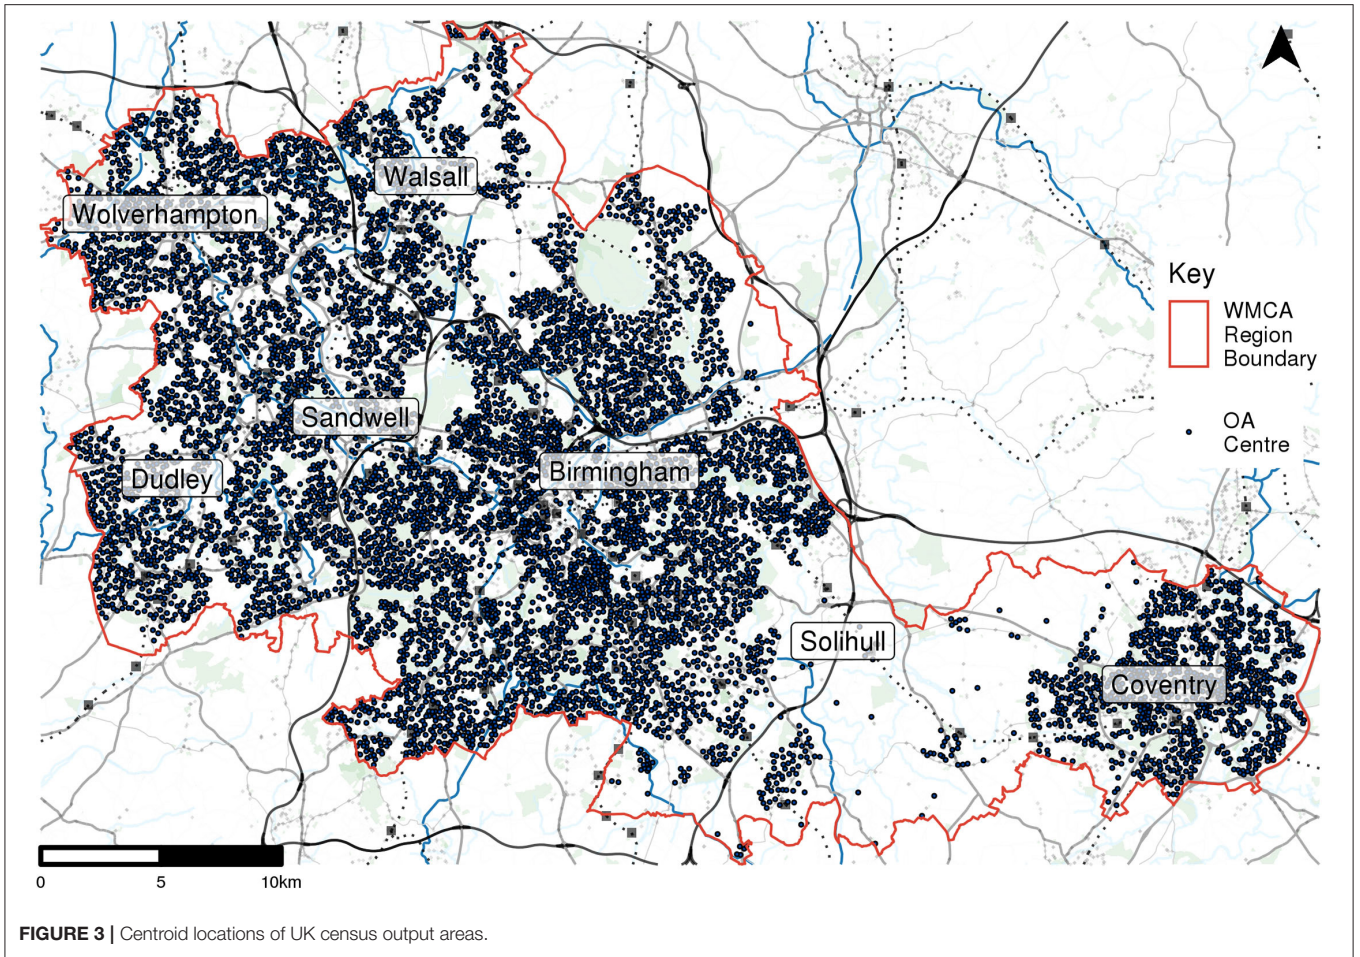 Walsall
Wolverhampton
Key
WMCA
Region
Boundary
Sandwell
OA
Centre
Dudley
Birmingham
Solihull
Coventry
0 5 10km
FIGURE 3 | Centroid locations of UK census output areas.